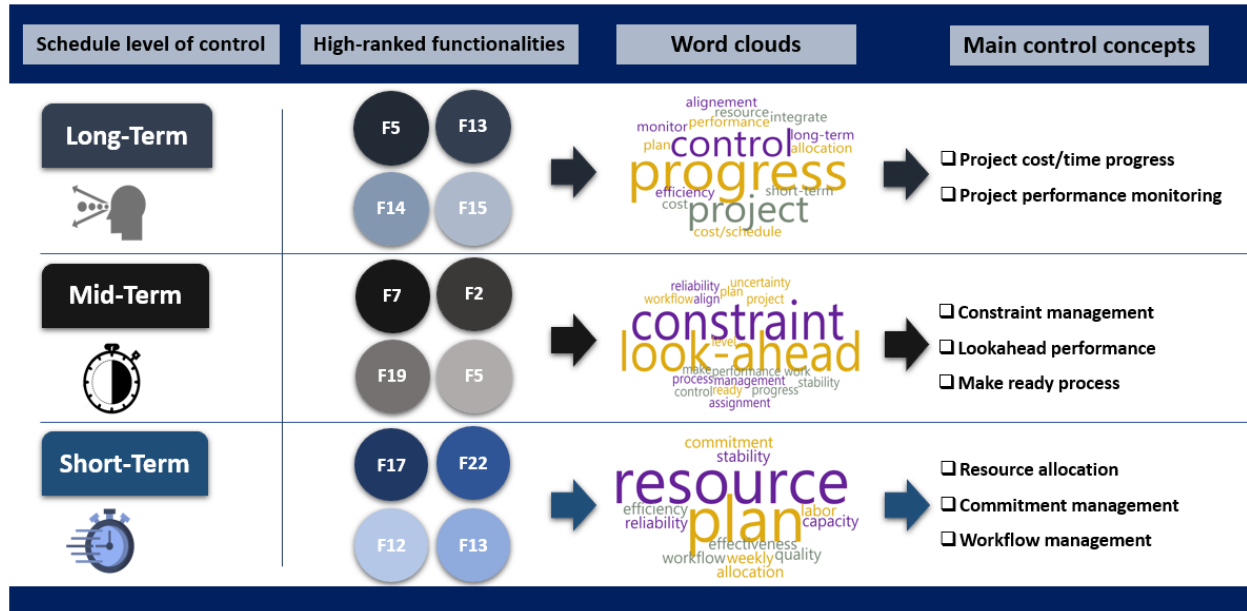 Schedule level of control
High-ranked functionalities
Word clouds
Main control concepts
Long-Term
F5
F13
F14
F15
alignement
resource
integrate
monitor
performance
long-term
plan
control
allocation
progress
efficiency
short-term
cost
project
cost/schedule
❑ Project cost/time progress
❑ Project performance monitoring
Mid-Term
F7
F2
F19
F5
reliability
uncertainty
workflow
align
plan
project
constraint
level
look-ahead
make
performance
work
process
management
stability
control
ready
progress
assignment
❑ Constraint management
❑ Lookahead performance
❑ Make ready process
Short-Term
F17
F22
F12
F13
commitment
stability
resource
efficiency
plan
labor
reliability
capacity
effectiveness
workflow
weekly
quality
allocation
❑ Resource allocation
❑ Commitment management
❑ Workflow management